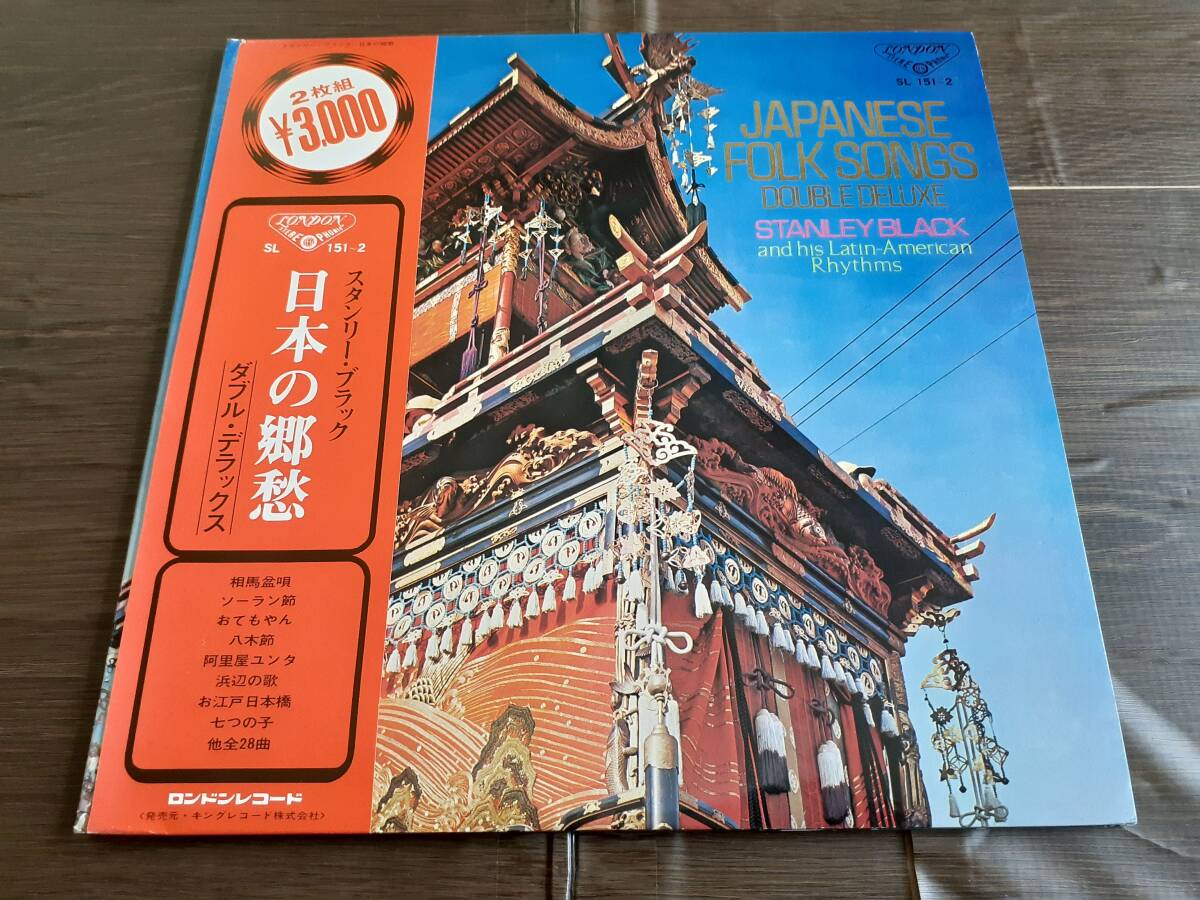 2枚組
¥3,000
LONDON
STEREOPHONIC
SL 151~2
スタンリー・ブラック
日本の郷愁
ダブル・デラックス
相馬盆唄
ソーラン節
おてもやん
八木節
阿里屋ユンタ
浜辺の歌
お江戸日本橋
七つの子
他全28曲
ロンドンレコード
〈発売元・キングレコード株式会社〉
LONDON
SL 151~2
JAPANESE
FOLK SONGS
DOUBLE DELUXE
STANLEY BLACK
and his Latin-American
Rhythms